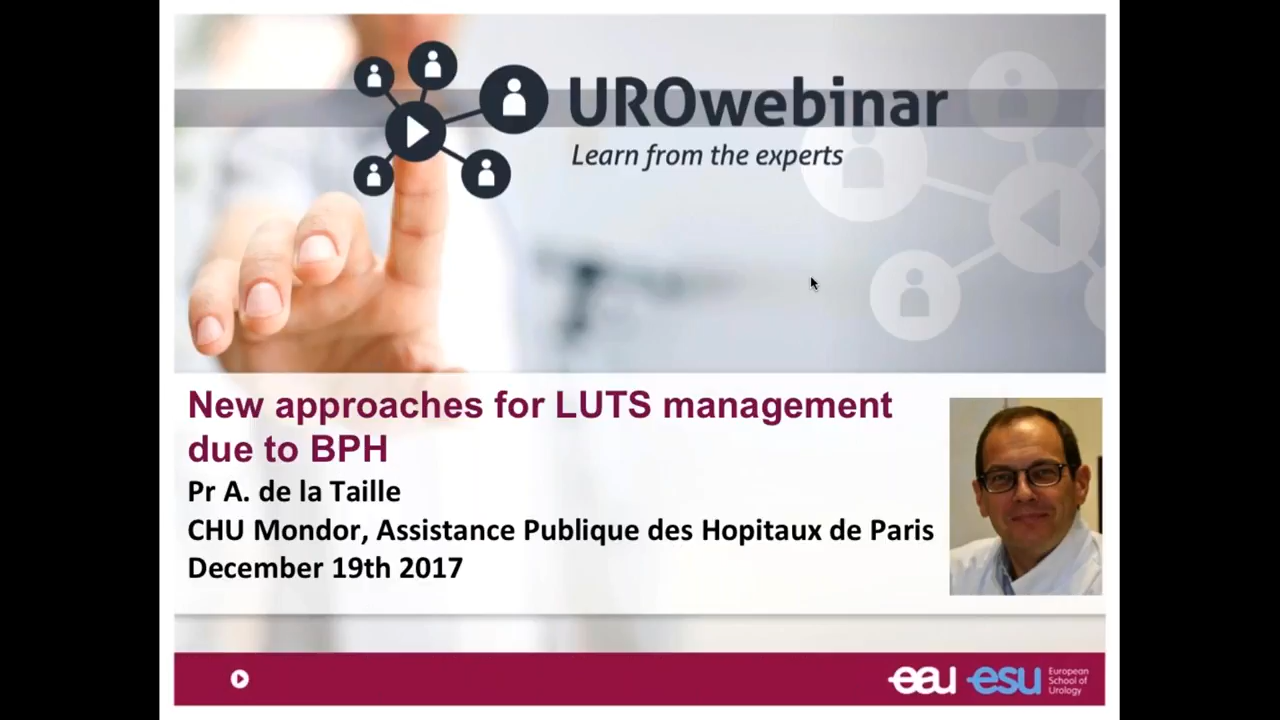 UROwebinar
Learn from the experts
New approaches for LUTS management
due to BPH
Pr A. de la Taille
CHU Mondor, Assistance Publique des Hopitaux de Paris
December 19th 2017
eau esu European
School of
Urology